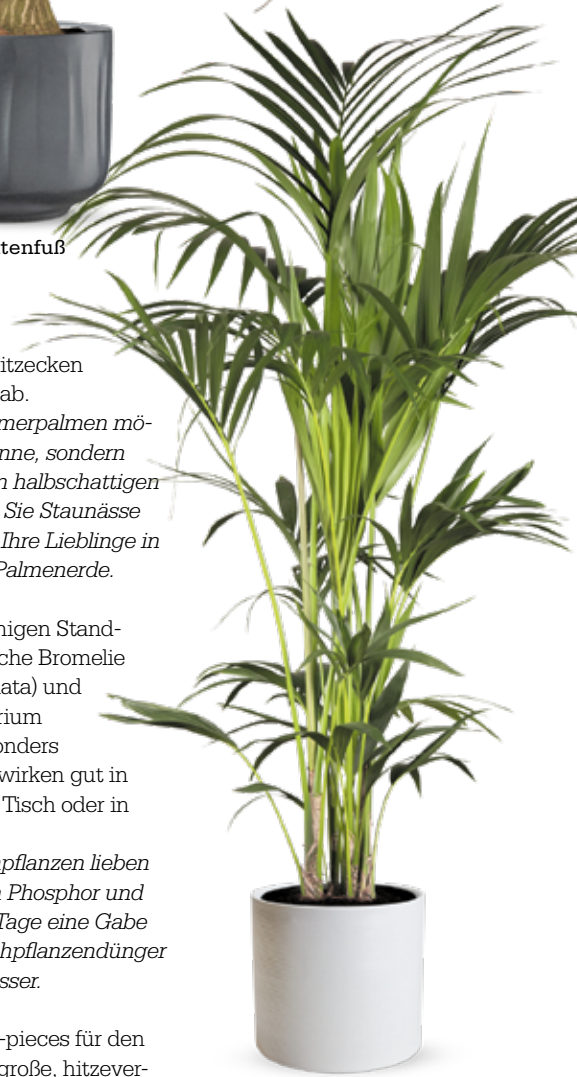 tenfuß
itzecken
ab.
merpalmen mö-
nne, sondern
n halbschattigen
Sie Staunässe
Ihre Lieblinge in
Palmenerde.
nigen Stand-
che Bromelie
ata) und
rium
onders
wirken gut in
Tisch oder in
npflanzen lieben
n Phosphor und
Tage eine Gabe
hpflanzendünger
sser.
-pieces für den
große, hitzever-